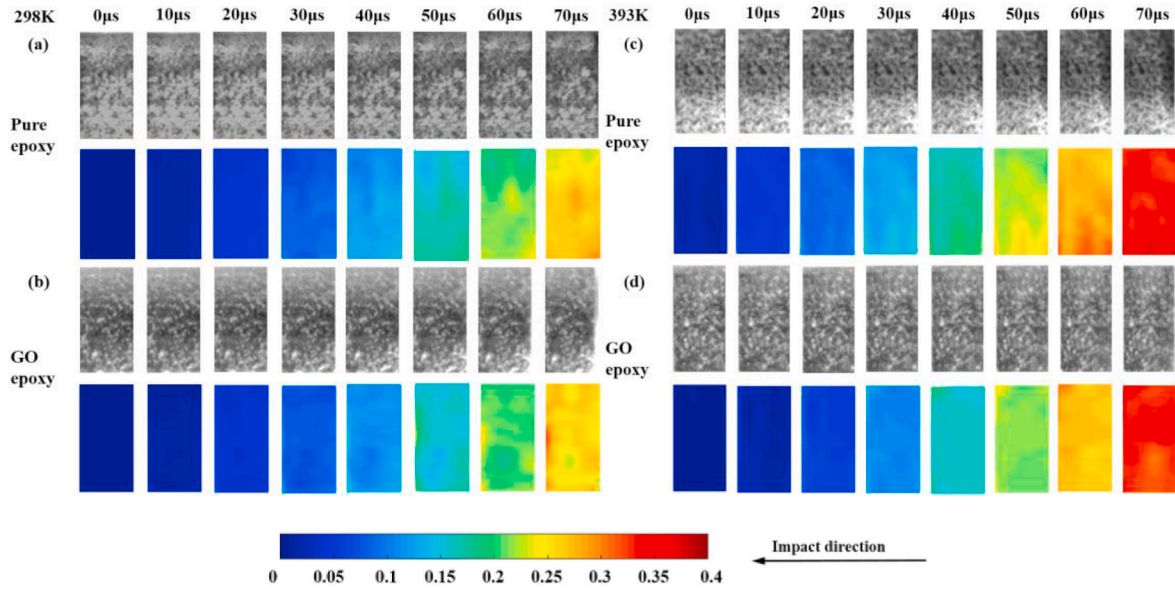 298K 0μs 10μs 20μs 30μs 40μs 50μs 60μs 70μs 393K 0μs 10μs 20μs 30μs 40μs 50μs 60μs 70μs
(a) (c)
Pure epoxy Pure epoxy
(b) (d)
GO epoxy GO epoxy
0 0.05 0.1 0.15 0.2 0.25 0.3 0.35 0.4
Impact direction